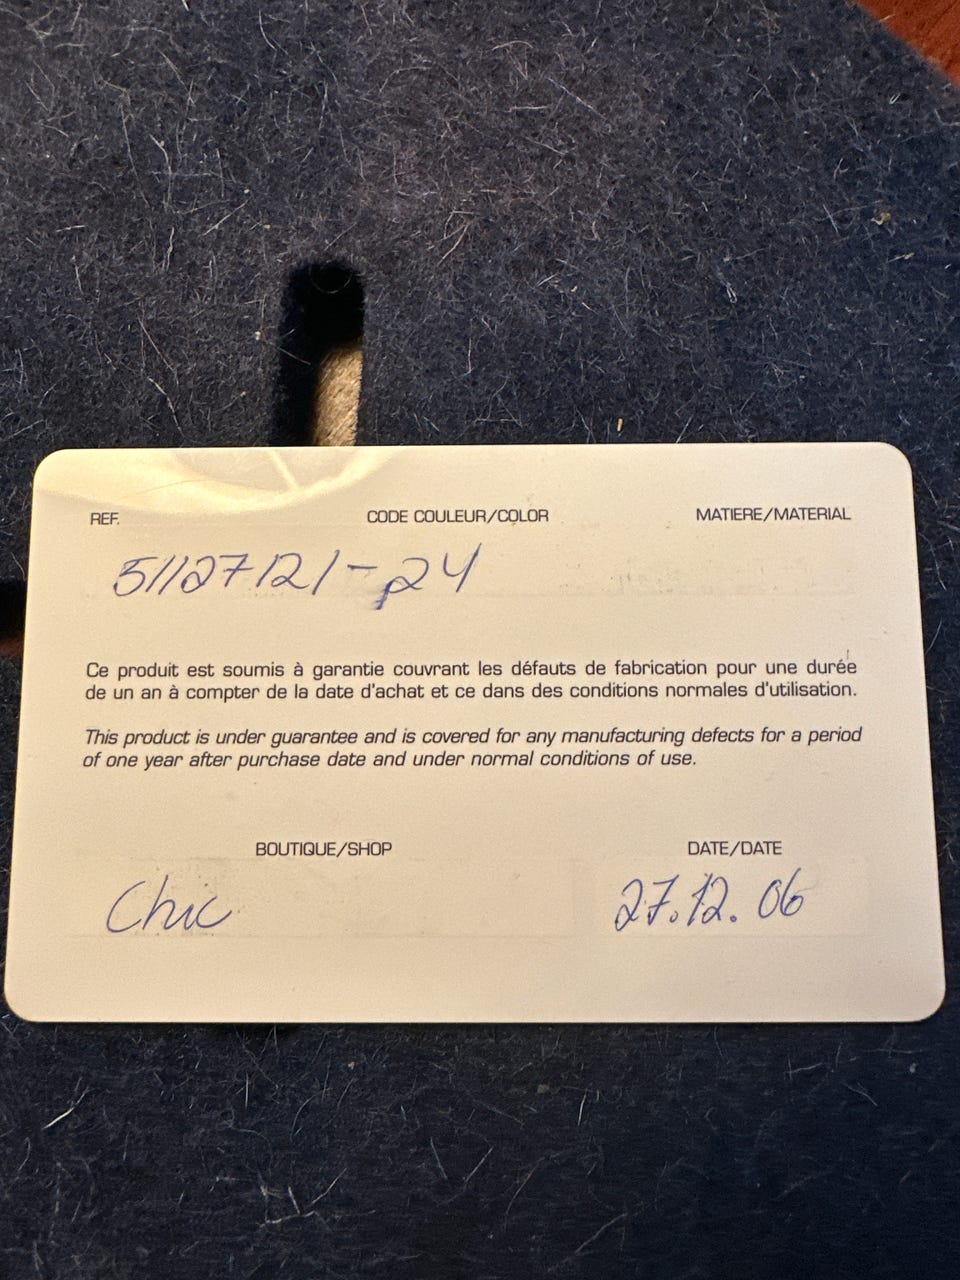 REF. CODE COULEUR/COLOR MATIERE/MATERIAL
51127121-24
Ce produit est soumis à garantie couvrant les défauts de fabrication pour une durée
de un an à compter de la date d'achat et ce dans des conditions normales d'utilisation.
This product is under guarantee and is covered for any manufacturing defects for a period
of one year after purchase date and under normal conditions of use.
BOUTIQUE/SHOP DATE/DATE
Chic 27.12.06